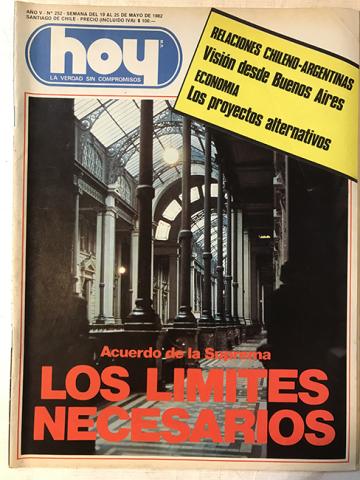 AÑO V - Nº 252 - SEMANA DEL 19 AL 25 DE MAYO DE 1982
SANTIAGO DE CHILE - PRECIO (INCLUIDO IVA) $ 100.—
hoy
LA VERDAD SIN COMPROMISOS
RELACIONES CHILENO-ARGENTINAS
Visión desde Buenos Aires
ECONOMIA
Los proyectos alternativos
Acuerdo de la Suprema
LOS LIMITES
NECESARIOS